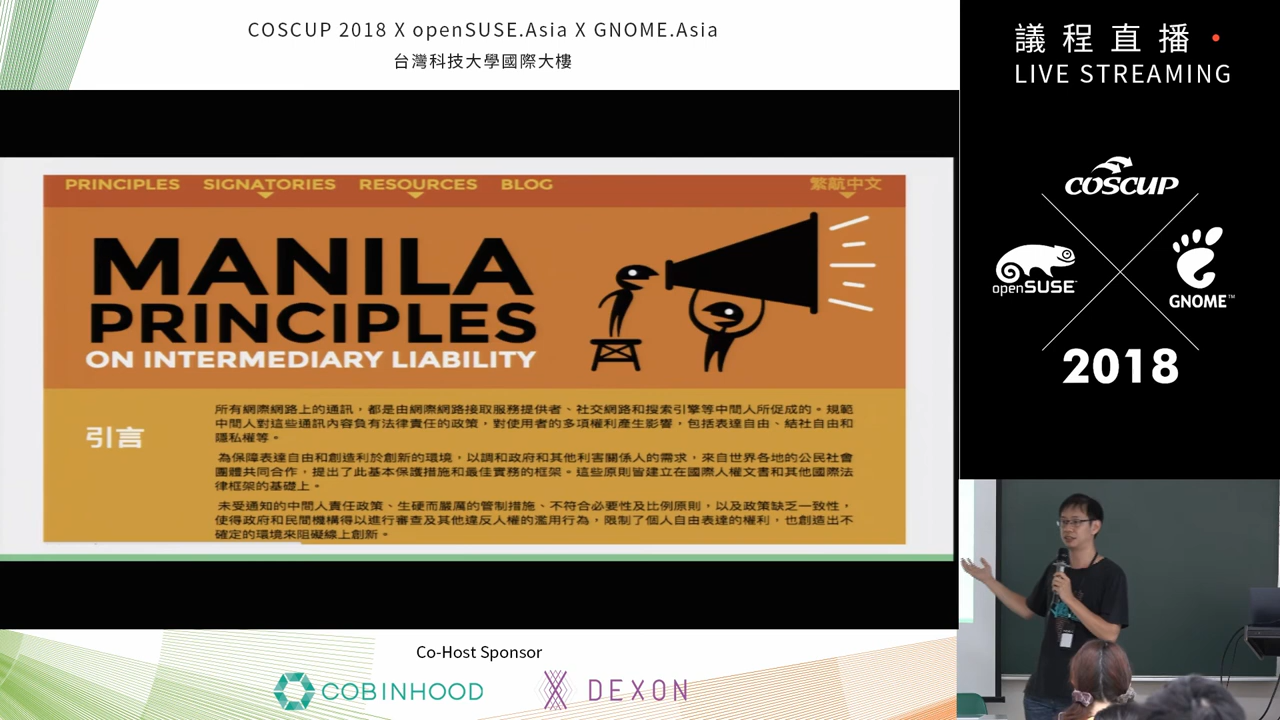 COSCUP 2018 X openSUSE.Asia X GNOME.Asia
台灣科技大學國際大樓
議程直播
LIVE STREAMING
COSCUP
openSUSE
GNOME™
2018
PRINCIPLES SIGNATORIES RESOURCES BLOG 繁體中文
MANILA
PRINCIPLES
ON INTERMEDIARY LIABILITY
引言
所有網際網路上的通訊，都是由網際網路接取服務提供者、社交網路和搜索引擎等中間人所促成的。規範
中間人對這些通訊內容負有法律責任的政策，對使用者的多項權利產生影響，包括表達自由、結社自由和
隱私權等。
為保障表達自由和創造利於創新的環境，以調和政府和其他利害關係人的需求，來自世界各地的公民社會
團體共同合作，提出了此基本保護措施和最佳實務的框架。這些原則皆建立在國際人權文書和其他國際法
律框架的基礎上。
未受通知的中間人責任政策、生硬而嚴厲的管制措施、不符合必要性及比例原則，以及政策缺乏一致性，
使得政府和民間機構得以進行審查及其他違反人權的濫用行為，限制了個人自由表達的權利，也創造出不
確定的環境來阻礙線上創新。
Co-Host Sponsor
COBINHOOD
DEXON